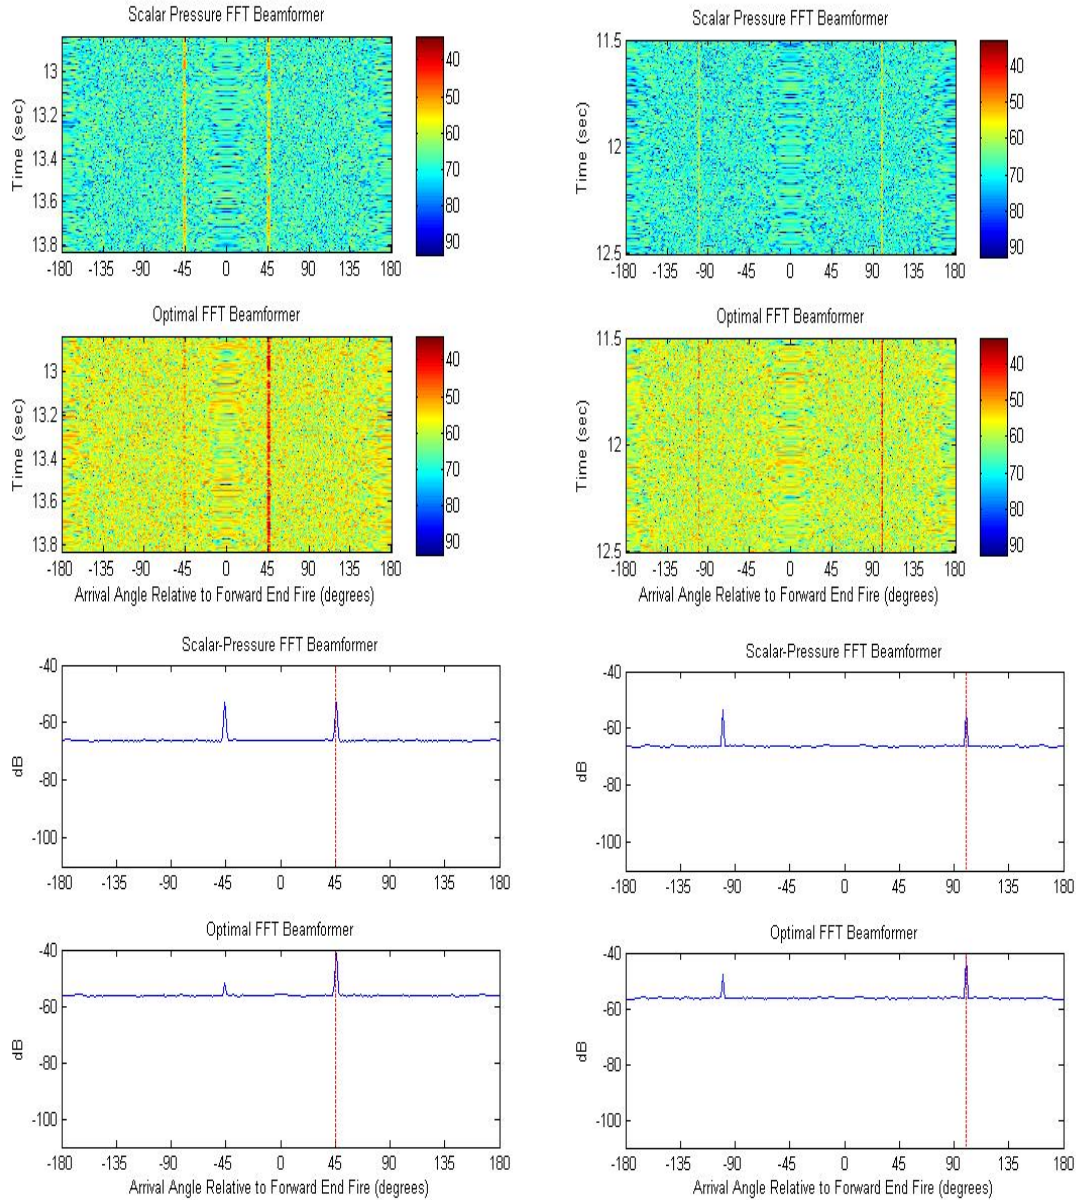 Scalar Pressure FFT Beamformer
Time (sec)
13
13.2
13.4
13.6
13.8
-180 -135 -90 -45 0 45 90 135 180
40
50
60
70
80
90
Scalar Pressure FFT Beamformer
Time (sec)
11.5
12
12.5
-180 -135 -90 -45 0 45 90 135 180
40
50
60
70
80
90
Optimal FFT Beamformer
Time (sec)
13
13.2
13.4
13.6
13.8
-180 -135 -90 -45 0 45 90 135 180
Arrival Angle Relative to Forward End Fire (degrees)
40
50
60
70
80
90
Optimal FFT Beamformer
Time (sec)
11.5
12
12.5
-180 -135 -90 -45 0 45 90 135 180
Arrival Angle Relative to Forward End Fire (degrees)
40
50
60
70
80
90
Scalar-Pressure FFT Beamformer
dB
-40
-60
-80
-100
-180 -135 -90 -45 0 45 90 135 180
Scalar-Pressure FFT Beamformer
dB
-40
-60
-80
-100
-180 -135 -90 -45 0 45 90 135 180
Optimal FFT Beamformer
dB
-40
-60
-80
-100
-180 -135 -90 -45 0 45 90 135 180
Arrival Angle Relative to Forward End Fire (degrees)
Optimal FFT Beamformer
dB
-40
-60
-80
-100
-180 -135 -90 -45 0 45 90 135 180
Arrival Angle Relative to Forward End Fire (degrees)